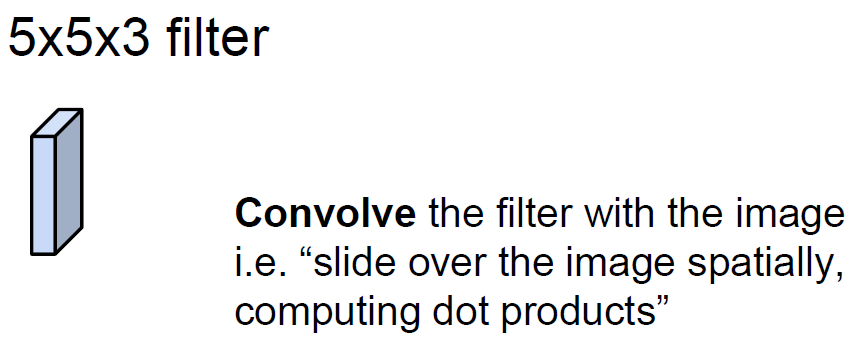 5x5x3 filter
Convolve the filter with the image
i.e. “slide over the image spatially,
computing dot products”